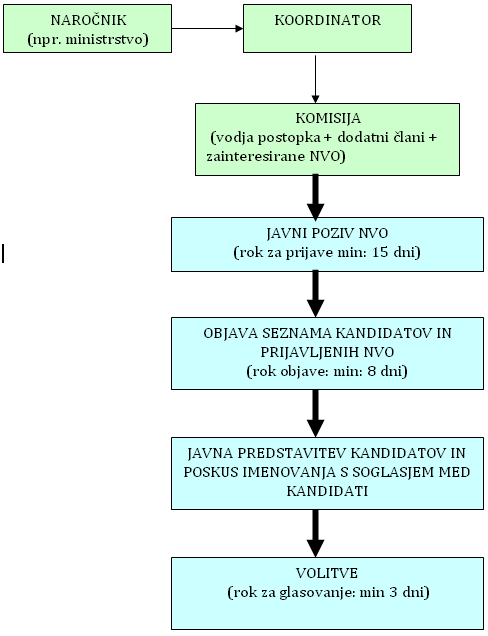 NAROČNIK
(npr. ministrstvo)
KOORDINATOR
KOMISIJA
(vodja postopka + dodatni člani +
zainteresirane NVO)
JAVNI POZIV NVO
(rok za prijave min: 15 dni)
OBJAVA SEZNAMA KANDIDATOV IN
PRIJAVLJENIH NVO
(rok objave: min: 8 dni)
JAVNA PREDSTAVITEV KANDIDATOV IN
POSKUS IMENOVANJA S SOGLASJEM MED
KANDIDATI
VOLITVE
(rok za glasovanje: min 3 dni)